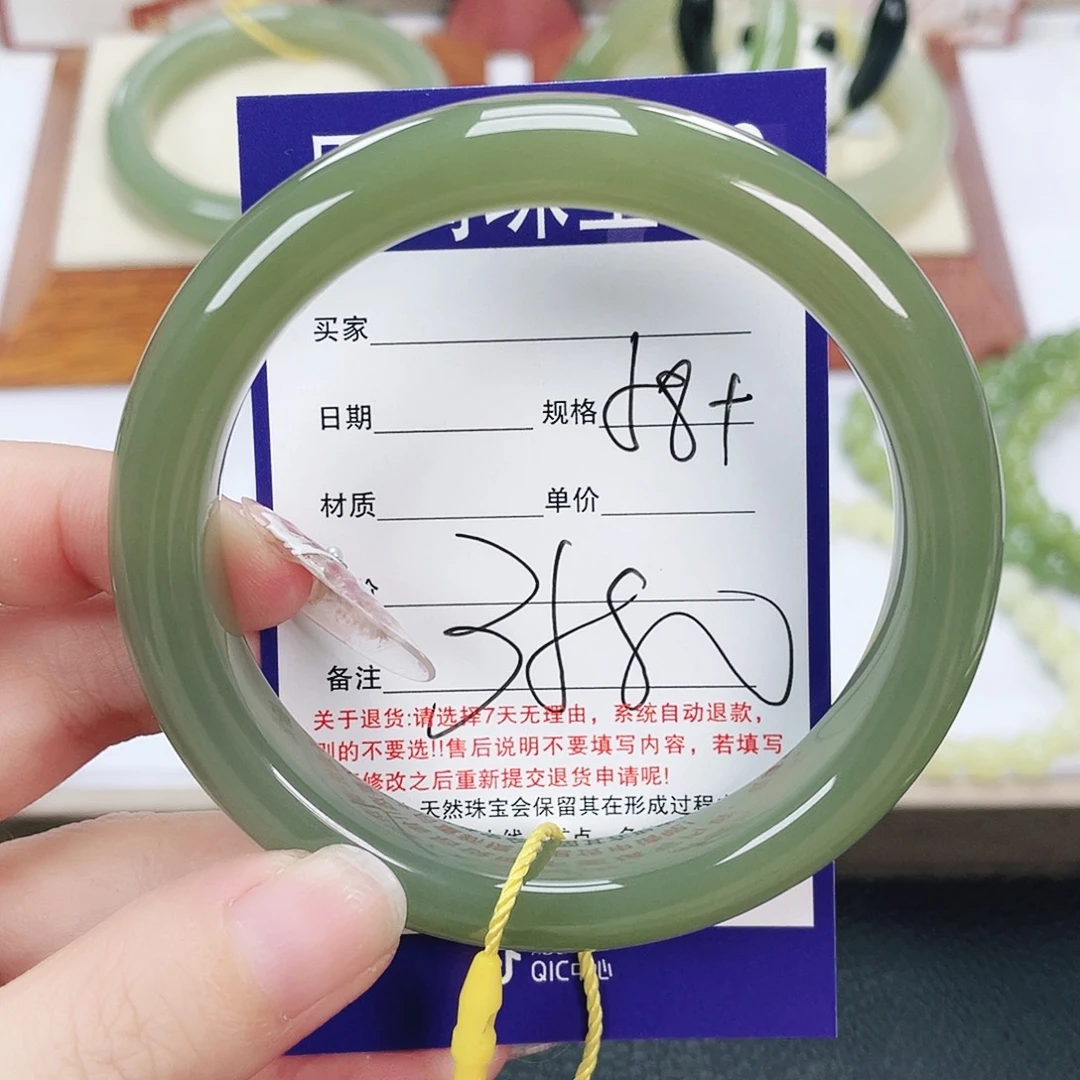 珠宝
买家
日期 规格 58+
材质 单价
备注
关于退货:请选择7天无理由，系统自动退款，
别的不要选!!售后说明不要填写内容，若填写
修改之后重新提交退货申请呢!
天然珠宝会保留其在形成过程
QIC中心